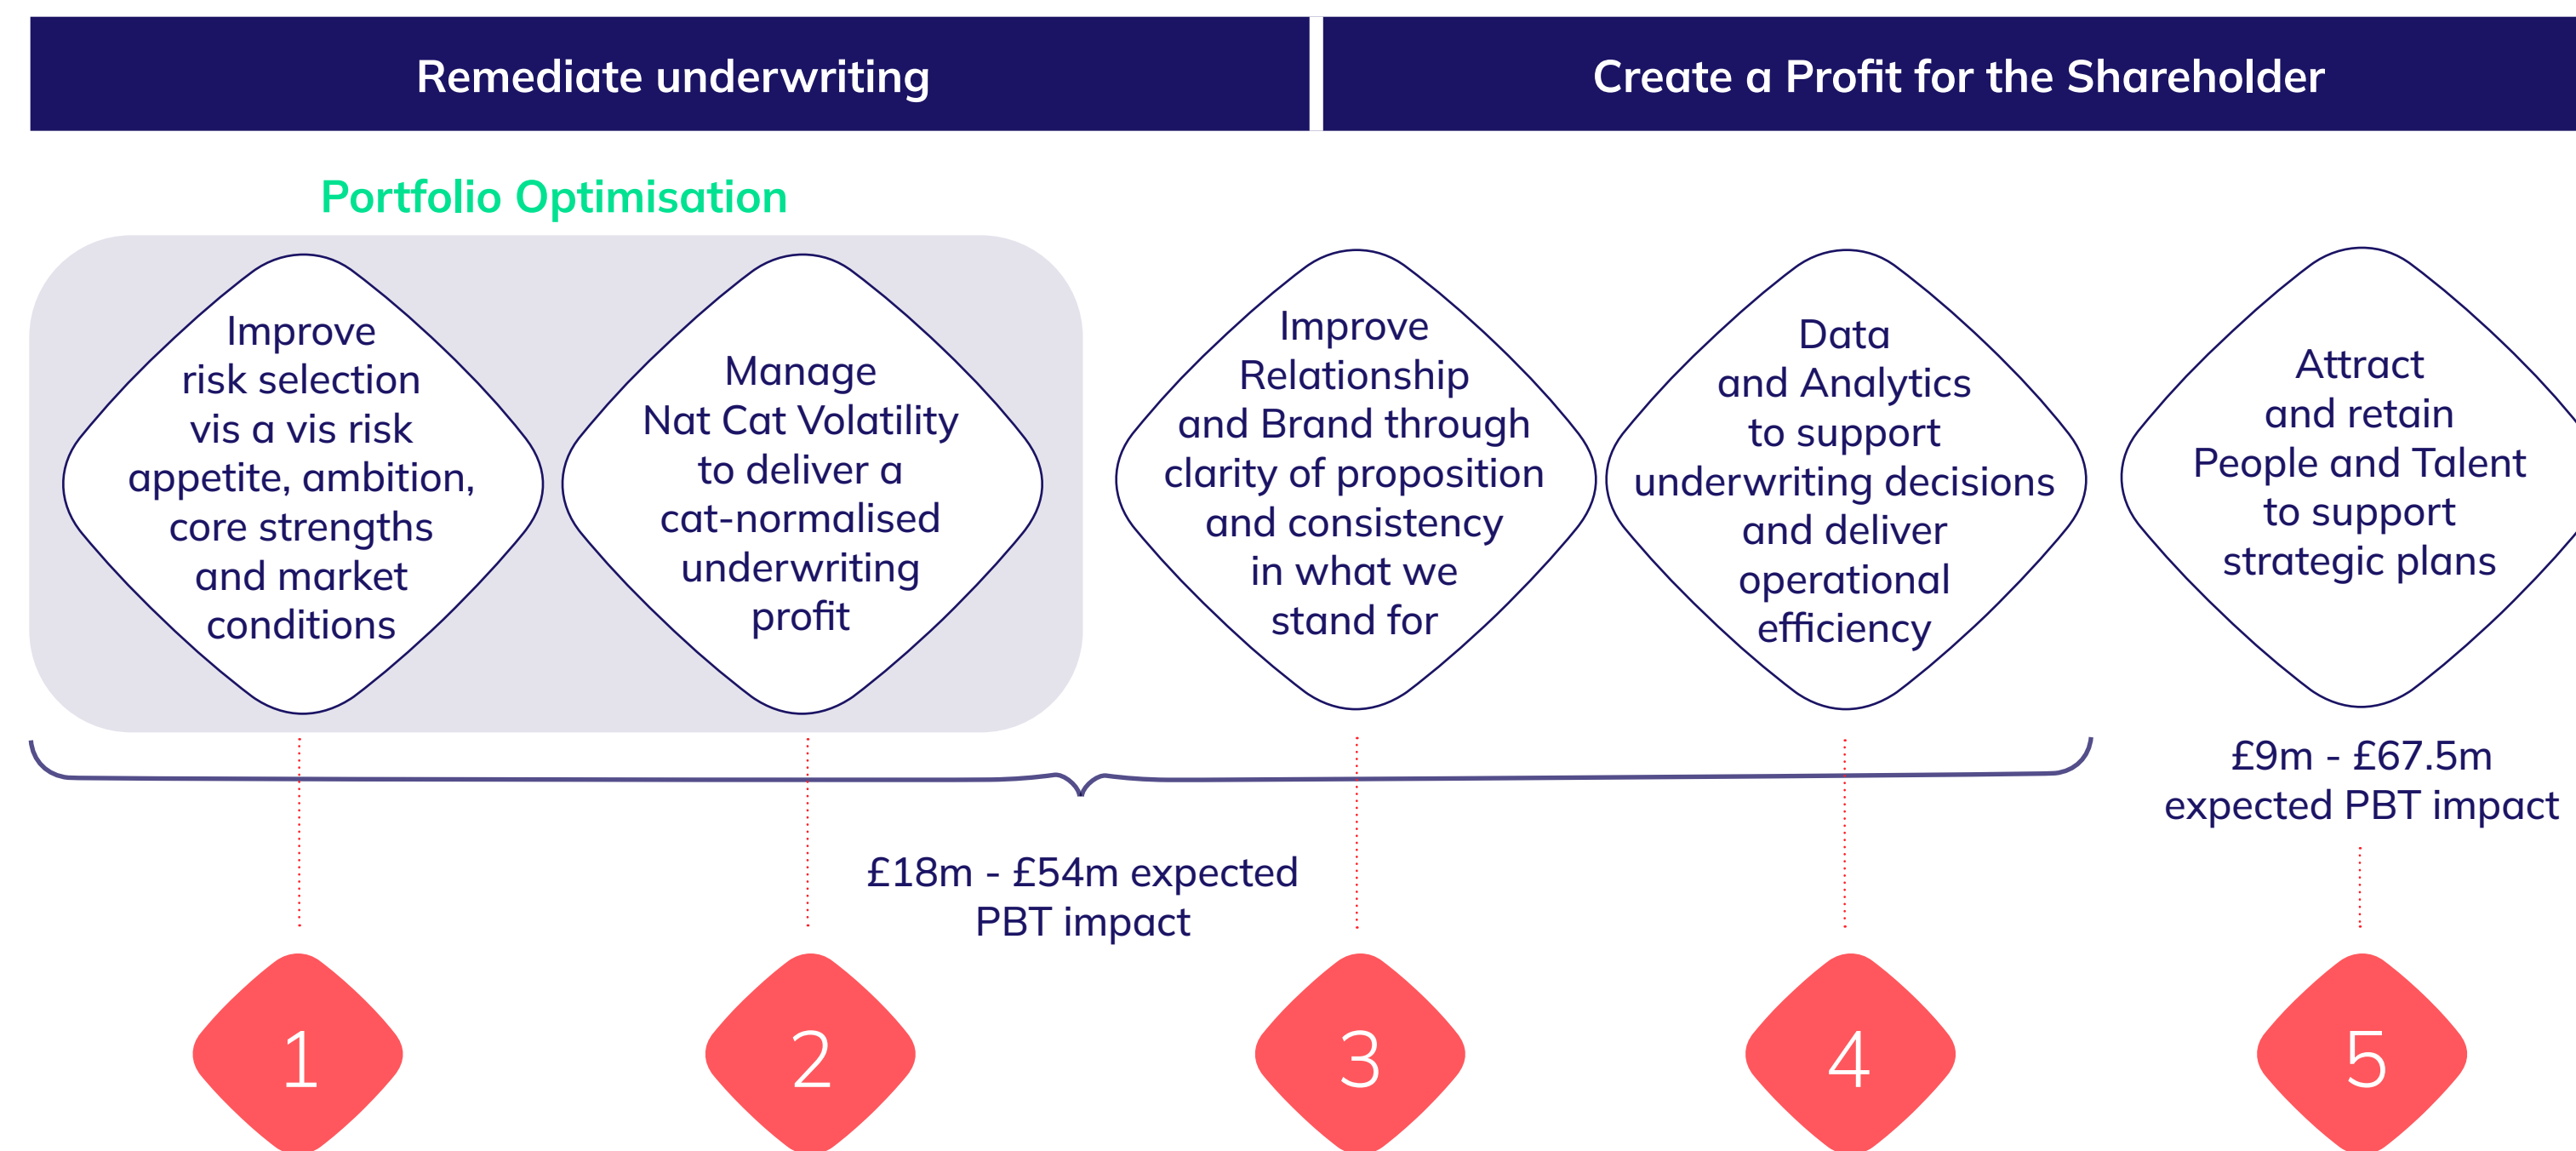 Remediate underwriting
Create a Profit for the Shareholder
Portfolio Optimisation
Improve
risk selection
vis a vis risk
appetite, ambition,
core strengths
and market
conditions
Manage
Nat Cat Volatility
to deliver a
cat-normalised
underwriting
profit
Improve
Relationship
and Brand through
clarity of proposition
and consistency
in what we
stand for
Data
and Analytics
to support
underwriting decisions
and deliver
operational
efficiency
Attract
and retain
People and Talent
to support
strategic plans
£18m - £54m expected
PBT impact
£9m - £67.5m
expected PBT impact
1
2
3
4
5